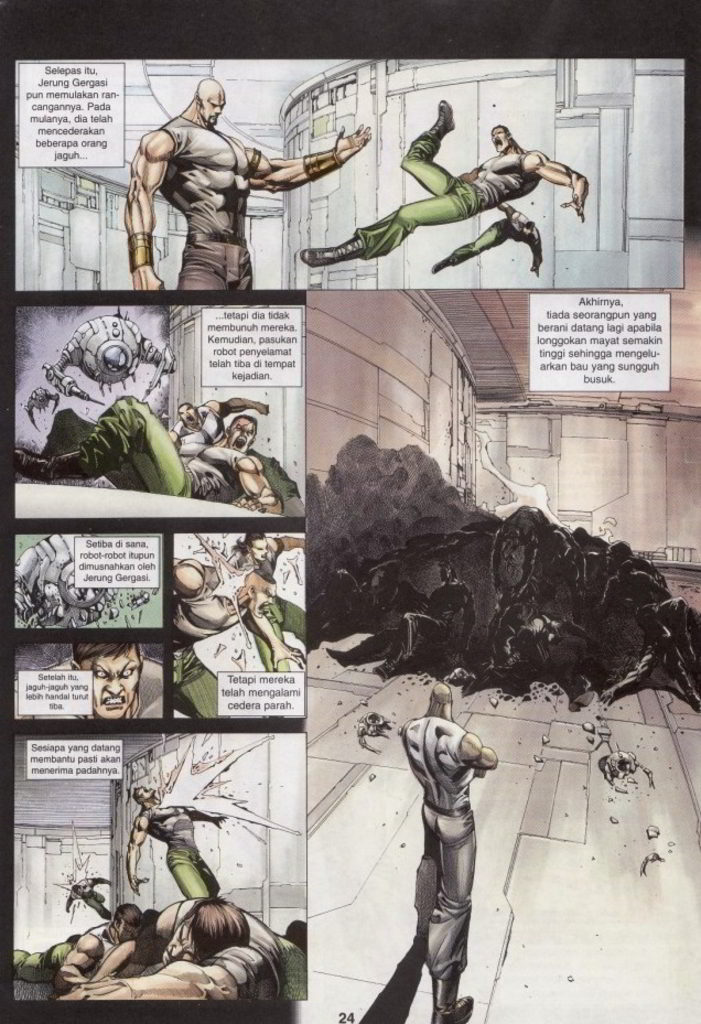 Selepas itu,
Jerung Gergasi
pun memulakan ran-
cangannya. Pada
mulanya, dia telah
mencederakan
beberapa orang
jaguh...
...tetapi dia tidak
membunuh mereka.
Kemudian, pasukan
robot penyelamat
telah tiba di tempat
kejadian.
Setiba di sana,
robot-robot itupun
dimusnahkan oleh
Jerung Gergasi.
Tetapi mereka
telah mengalami
cedera parah.
Setelah itu,
jaguh-jaguh yang
lebih handal turut
tiba.
Sesiapa yang datang
membantu pasti akan
menerima padahnya.
Akhirnya,
tiada seorangpun yang
berani datang lagi apabila
longgokan mayat semakin
tinggi sehingga mengelu-
arkan bau yang sungguh
busuk.
24